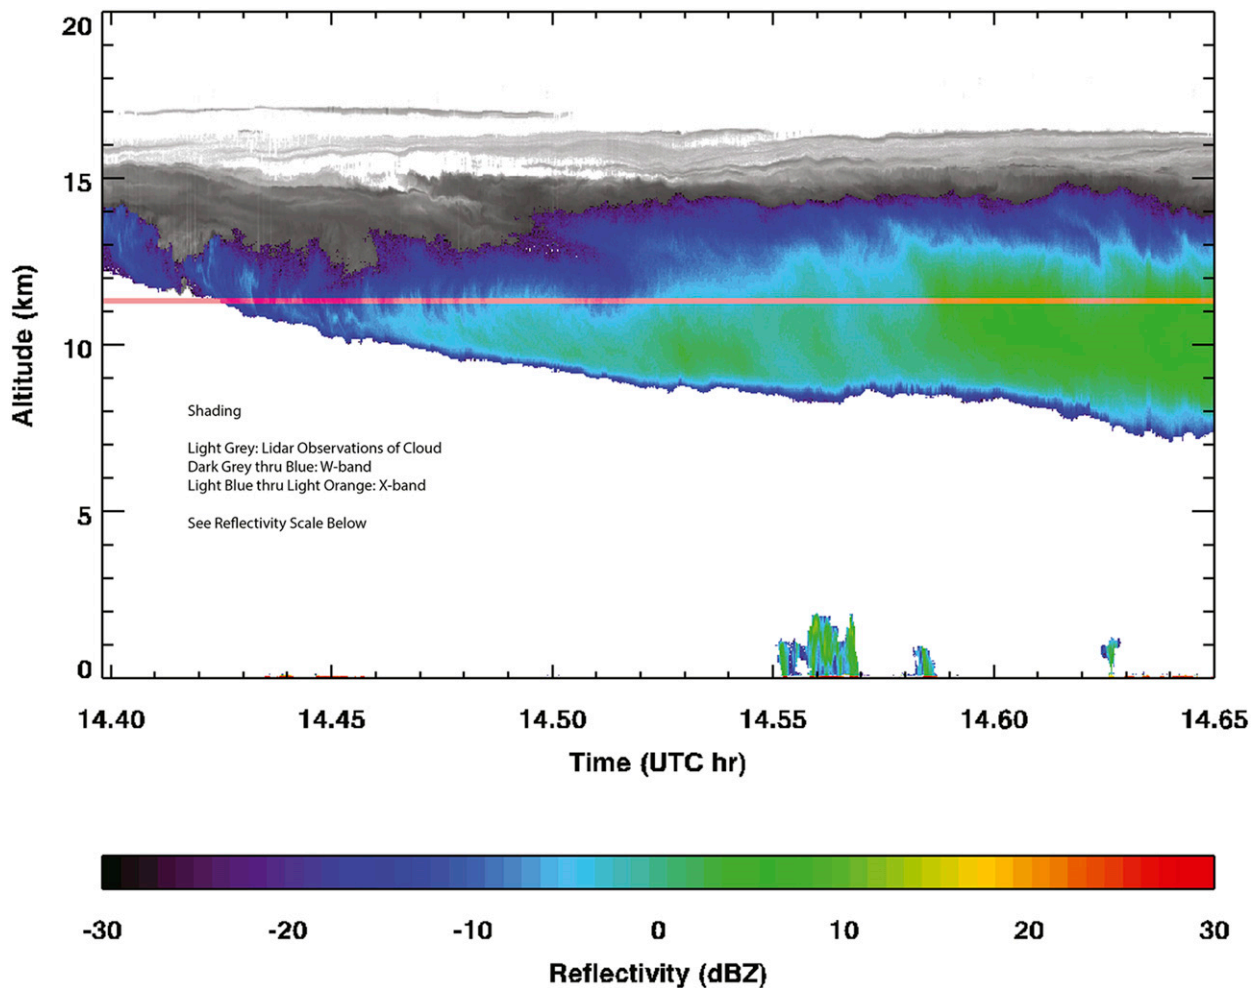 20
15
10
5
0
Altitude (km)
Shading
Light Grey: Lidar Observations of Cloud
Dark Grey thru Blue: W-band
Light Blue thru Light Orange: X-band
See Reflectivity Scale Below
14.40 14.45 14.50 14.55 14.60 14.65
Time (UTC hr)
-30 -20 -10 0 10 20 30
Reflectivity (dBZ)